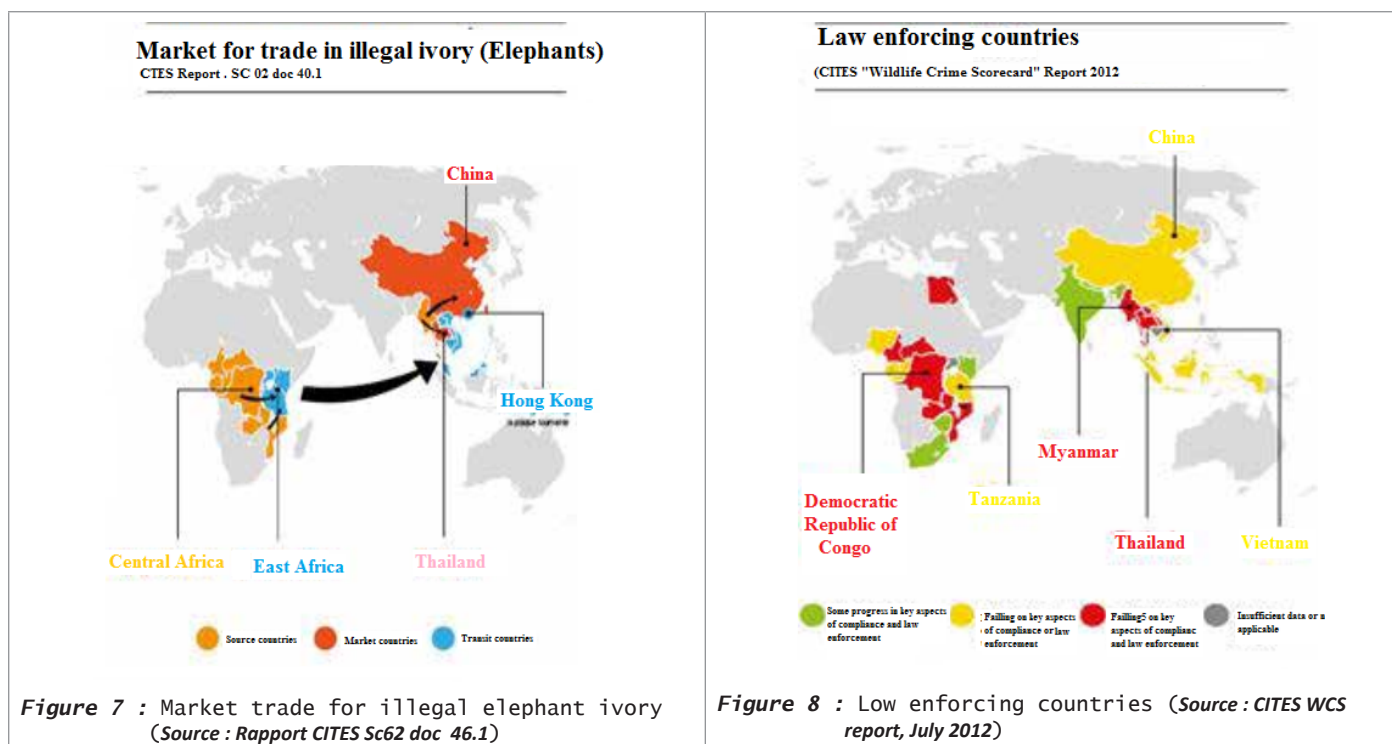 Market for trade in illegal ivory (Elephants)
CTES Report . SC 02 doc 40.1
China
Hong Kong
Central Africa
East Africa
Thailand
Source countries
Market countries
Transit countries
Figure 7 : Market trade for illegal elephant ivory
(Source : Rapport CITES Sc62 doc 46.1)
Law enforcing countries
(CITES "Wildlife Crime Scorecard" Report 2012
China
Myanmar
Tanzania
Democratic
Republic of
Congo
Thailand
Vietnam
Some progress in key aspects
of compliance and law
enforcement
Failling on key aspects
of compliance or law
enforcement
Failling5 on key
aspects of complianc
and law enforcement
Insufficient data or n
applicable
Figure 8 : Low enforcing countries (Source : CITES WCS
report, July 2012)